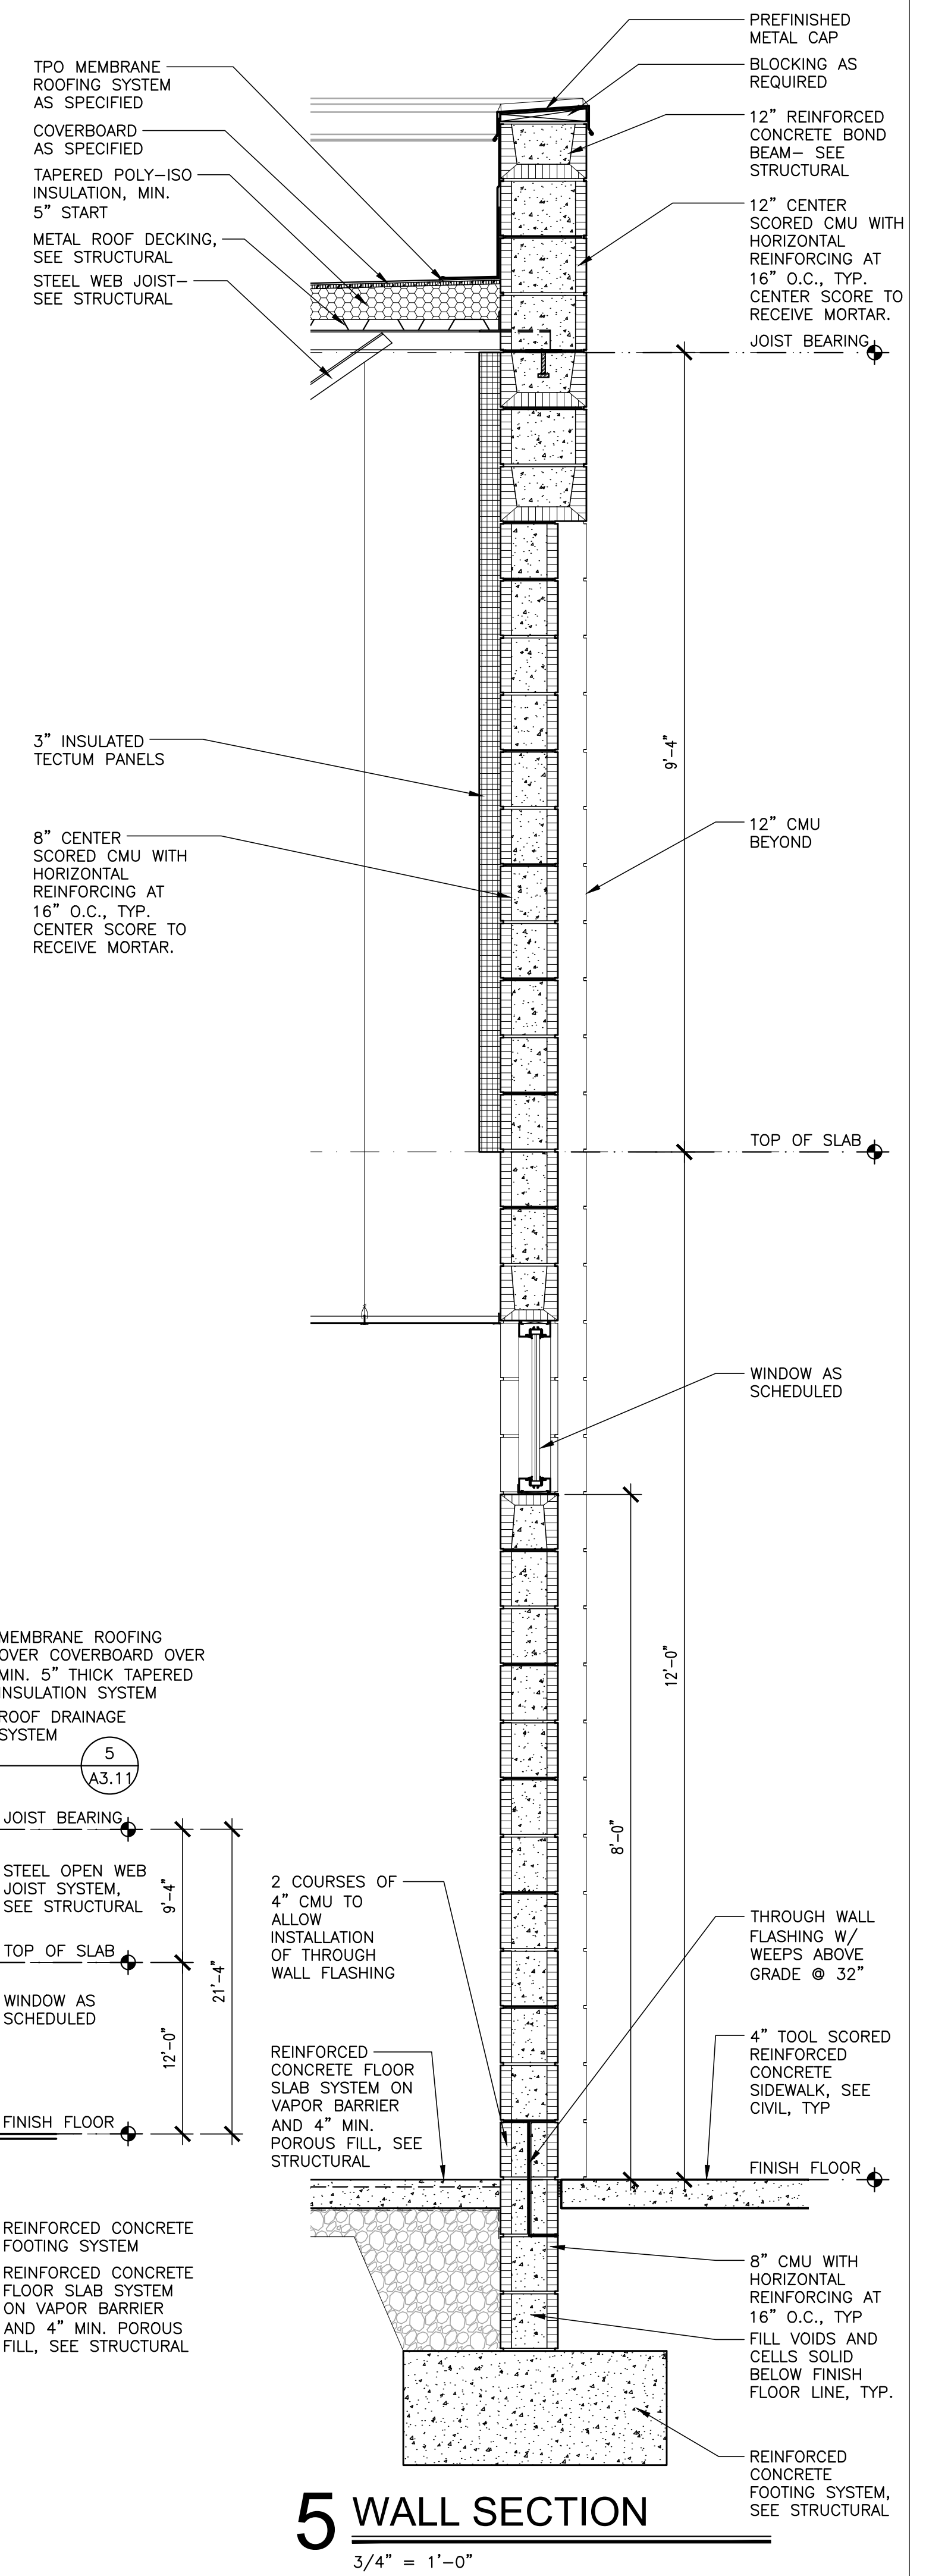 PREFINISHED
METAL CAP
BLOCKING AS
REQUIRED
12" REINFORCED
CONCRETE BOND
BEAM– SEE
STRUCTURAL
12" CENTER
SCORED CMU WITH
HORIZONTAL
REINFORCING AT
16" O.C., TYP.
CENTER SCORE TO
RECEIVE MORTAR.
JOIST BEARING
TPO MEMBRANE
ROOFING SYSTEM
AS SPECIFIED
COVERBOARD
AS SPECIFIED
TAPERED POLY–ISO
INSULATION, MIN.
5" START
METAL ROOF DECKING,
SEE STRUCTURAL
STEEL WEB JOIST–
SEE STRUCTURAL
3" INSULATED
TECTUM PANELS
8" CENTER
SCORED CMU WITH
HORIZONTAL
REINFORCING AT
16" O.C., TYP.
CENTER SCORE TO
RECEIVE MORTAR.
9'–4"
12" CMU
BEYOND
TOP OF SLAB
WINDOW AS
SCHEDULED
12'–0"
8'–0"
MEMBRANE ROOFING
OVER COVERBOARD OVER
MIN. 5" THICK TAPERED
INSULATION SYSTEM
ROOF DRAINAGE
SYSTEM
5
A3.11
JOIST BEARING
STEEL OPEN WEB
JOIST SYSTEM,
SEE STRUCTURAL
9'–4"
TOP OF SLAB
21'–4"
WINDOW AS
SCHEDULED
12'–0"
FINISH FLOOR
REINFORCED CONCRETE
FOOTING SYSTEM
REINFORCED CONCRETE
FLOOR SLAB SYSTEM
ON VAPOR BARRIER
AND 4" MIN. POROUS
FILL, SEE STRUCTURAL
2 COURSES OF
4" CMU TO
ALLOW
INSTALLATION
OF THROUGH
WALL FLASHING
REINFORCED
CONCRETE FLOOR
SLAB SYSTEM ON
VAPOR BARRIER
AND 4" MIN.
POROUS FILL, SEE
STRUCTURAL
THROUGH WALL
FLASHING W/
WEEPS ABOVE
GRADE @ 32"
4" TOOL SCORED
REINFORCED
CONCRETE
SIDEWALK, SEE
CIVIL, TYP
FINISH FLOOR
8" CMU WITH
HORIZONTAL
REINFORCING AT
16" O.C., TYP
FILL VOIDS AND
CELLS SOLID
BELOW FINISH
FLOOR LINE, TYP.
REINFORCED
CONCRETE
FOOTING SYSTEM,
SEE STRUCTURAL
5 WALL SECTION
3/4" = 1'–0"